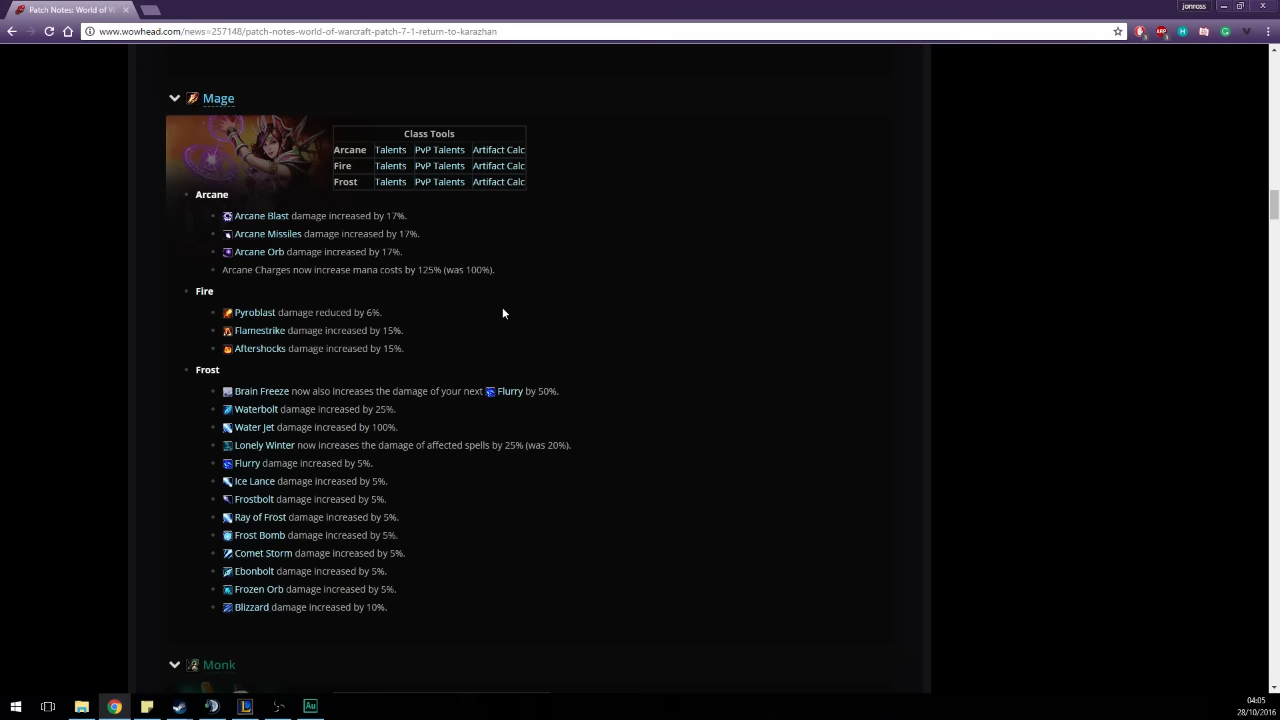 Patch Notes: World of W
jonross
www.wowhead.com/news=257148/patch-notes-world-of-warcraft-patch-7-1-return-to-karazhan
Mage
Class Tools
Arcane Talents PvP Talents Artifact Calc
Fire Talents PvP Talents Artifact Calc
Frost Talents PvP Talents Artifact Calc
Arcane
Arcane Blast damage increased by 17%.
Arcane Missiles damage increased by 17%.
Arcane Orb damage increased by 17%.
Arcane Charges now increase mana costs by 125% (was 100%).
Fire
Pyroblast damage reduced by 6%.
Flamestrike damage increased by 15%.
Aftershocks damage increased by 15%.
Frost
Brain Freeze now also increases the damage of your next Flurry by 50%.
Waterbolt damage increased by 25%.
Water Jet damage increased by 100%.
Lonely Winter now increases the damage of affected spells by 25% (was 20%).
Flurry damage increased by 5%.
Ice Lance damage increased by 5%.
Frostbolt damage increased by 5%.
Ray of Frost damage increased by 5%.
Frost Bomb damage increased by 5%.
Comet Storm damage increased by 5%.
Ebonbolt damage increased by 5%.
Frozen Orb damage increased by 5%.
Blizzard damage increased by 10%.
Monk
Au
04:05
28/10/2016